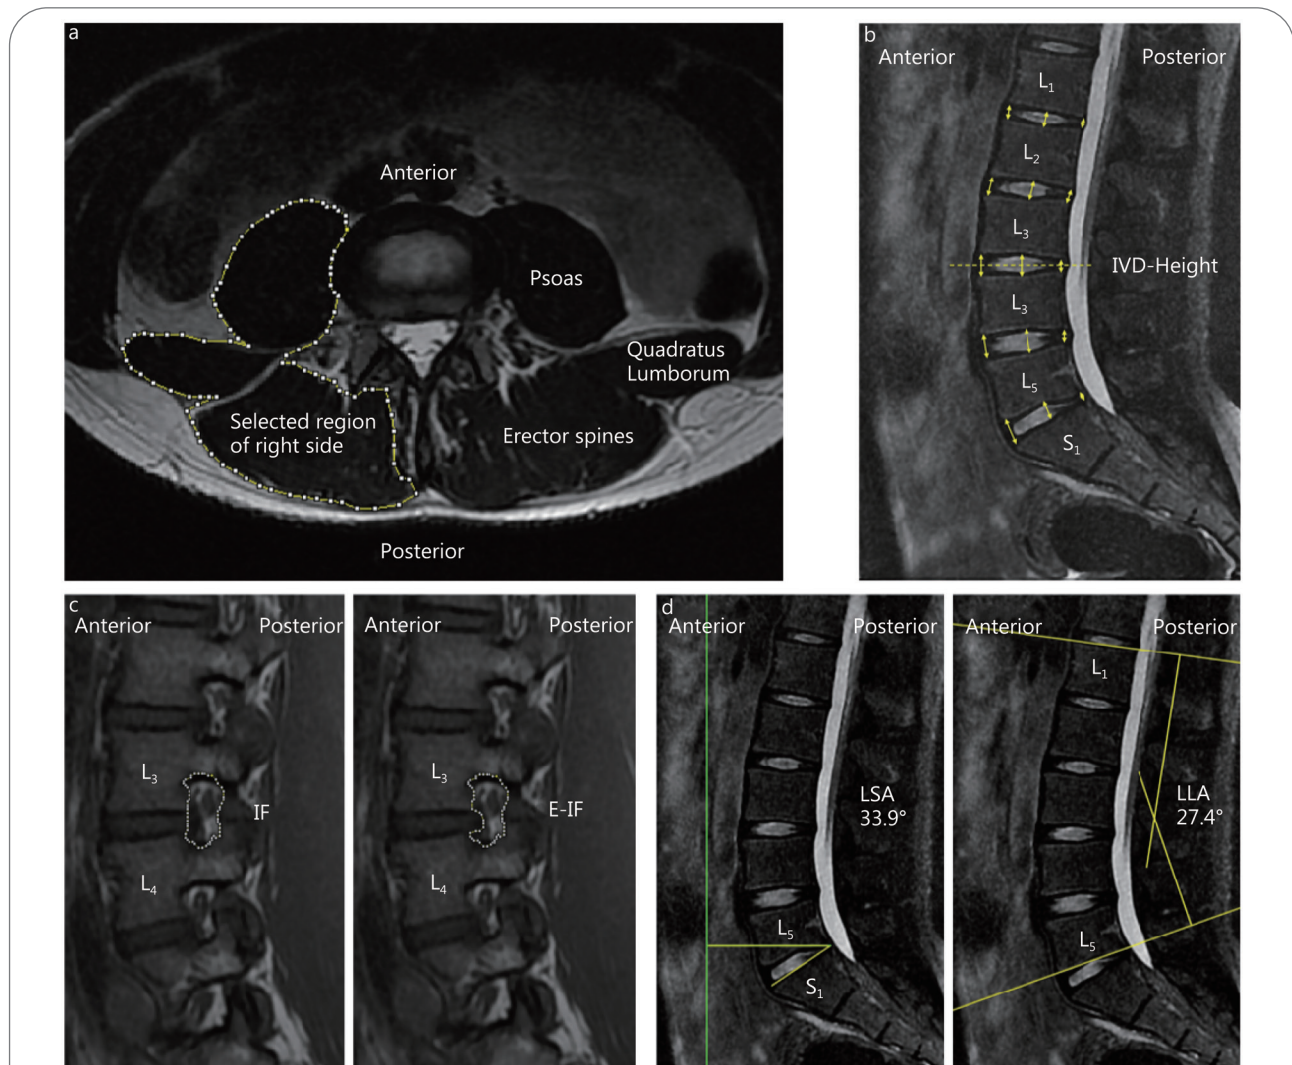 a
Anterior
Psoas
Quadratus
Lumborum
Selected region
of right side
Erector spines
Posterior
b
Anterior
Posterior
L₁
L₂
L₃
IVD-Height
L₃
L₅
S₁
c
Anterior
Posterior
L₃
IF
L₄
Anterior
Posterior
L₃
E-IF
L₄
d
Anterior
Posterior
LSA
33.9°
L₅
S₁
Anterior
Posterior
L₁
LLA
27.4°
L₅